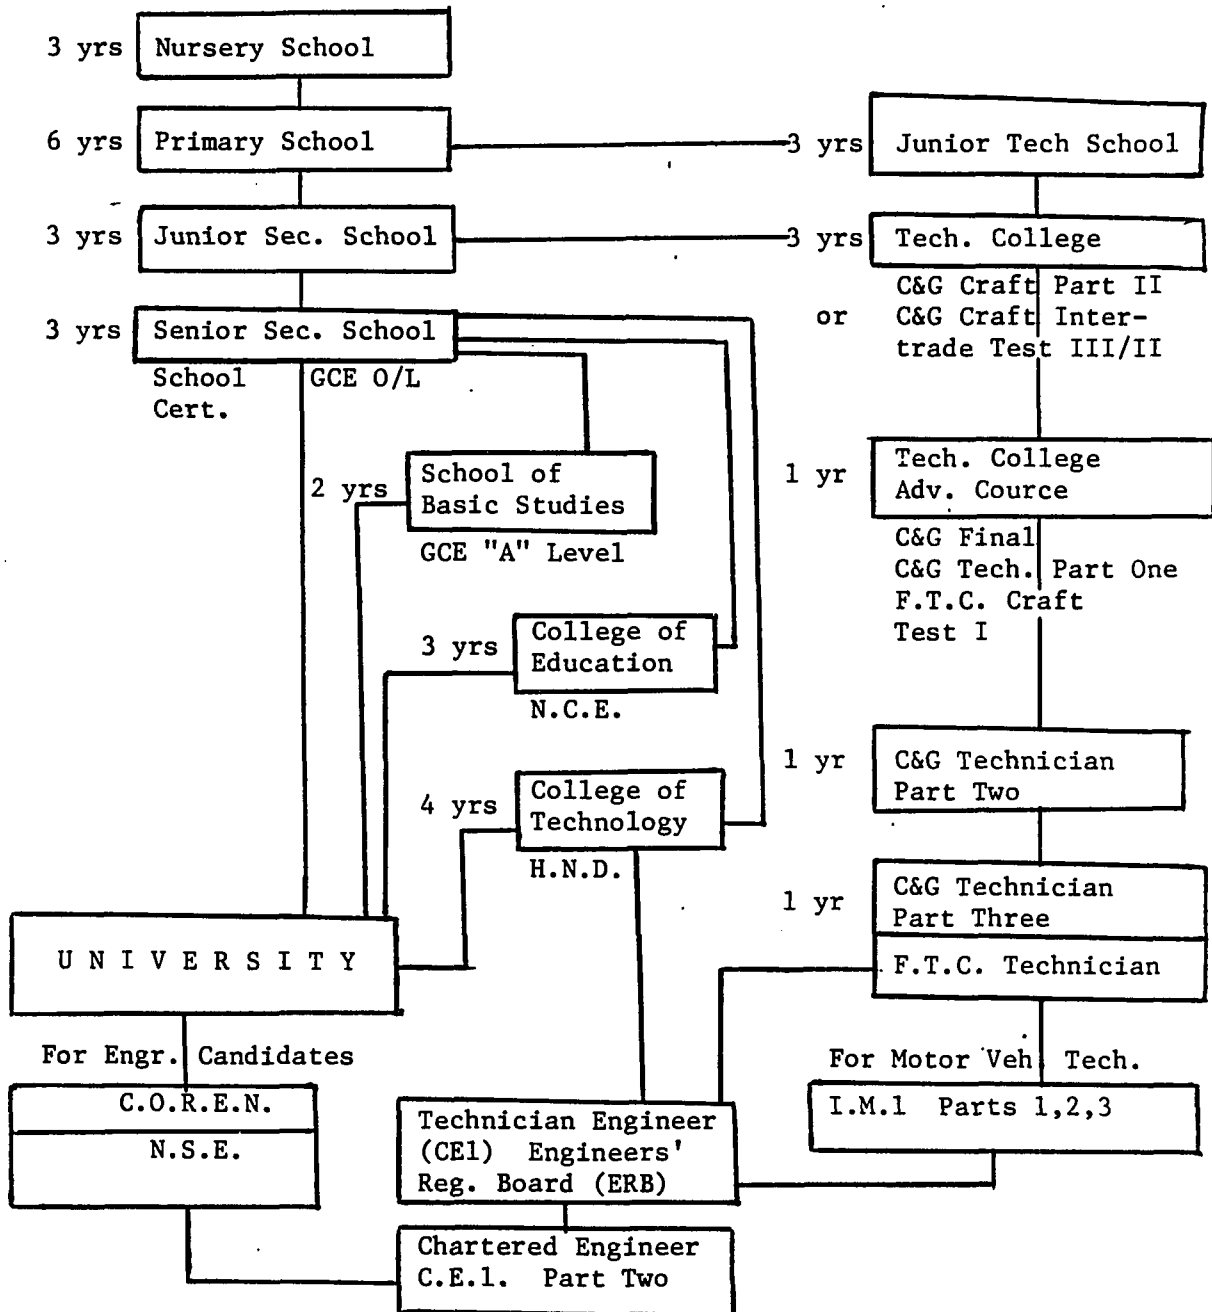 3 yrs Nursery School
6 yrs Primary School
3 yrs Junior Tech School
3 yrs Junior Sec. School
3 yrs Tech. College
C&G Craft Part II
or C&G Craft Inter-
trade Test III/II
3 yrs Senior Sec. School
School GCE O/L
Cert.
2 yrs School of
Basic Studies
GCE "A" Level
1 yr Tech. College
Adv. Cource
C&G Final
C&G Tech. Part One
F.T.C. Craft
Test I
3 yrs College of
Education
N.C.E.
1 yr C&G Technician
Part Two
4 yrs College of
Technology
H.N.D.
1 yr C&G Technician
Part Three
F.T.C. Technician
U N I V E R S I T Y
For Engr. Candidates
C.O.R.E.N.
N.S.E.
For Motor Veh Tech.
I.M.1 Parts 1,2,3
Technician Engineer
(CE1) Engineers'
Reg. Board (ERB)
Chartered Engineer
C.E.1. Part Two